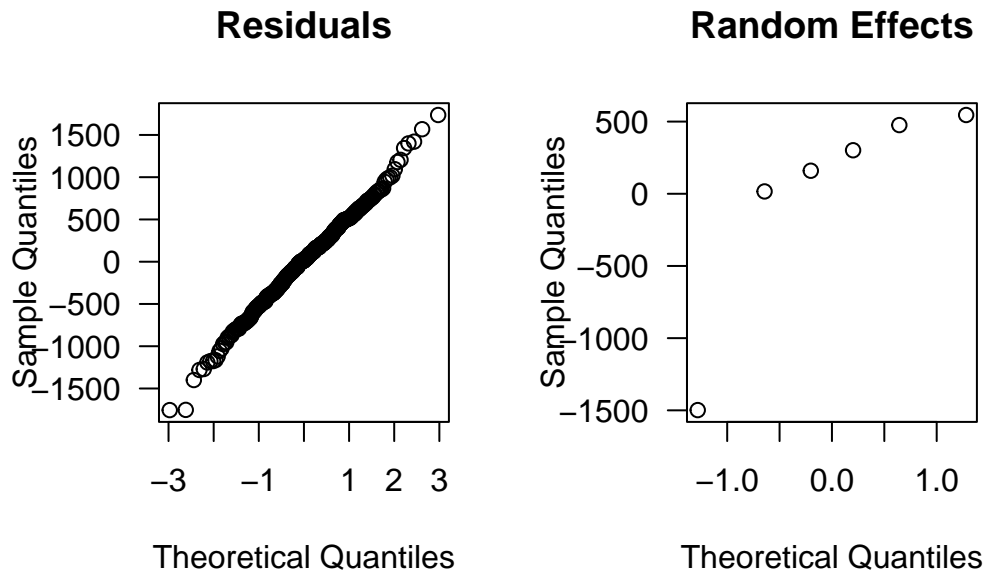 Residuals
Sample Quantiles
1500
1000
500
0
−500
−1000
−1500
−3 −1 1 2 3
Theoretical Quantiles
Random Effects
Sample Quantiles
500
0
−500
−1000
−1500
−1.0 0.0 1.0
Theoretical Quantiles